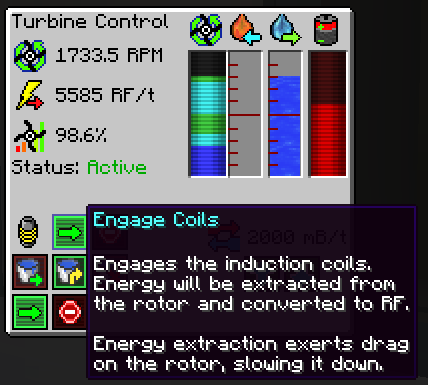 Turbine Control
1733.5 RPM
5585 RF/t
98.6%
Status: Active
2000 mB/t
Engage Coils
Engages the induction coils.
Energy will be extracted from
the rotor and converted to RF.
Energy extraction exerts drag
on the rotor, slowing it down.